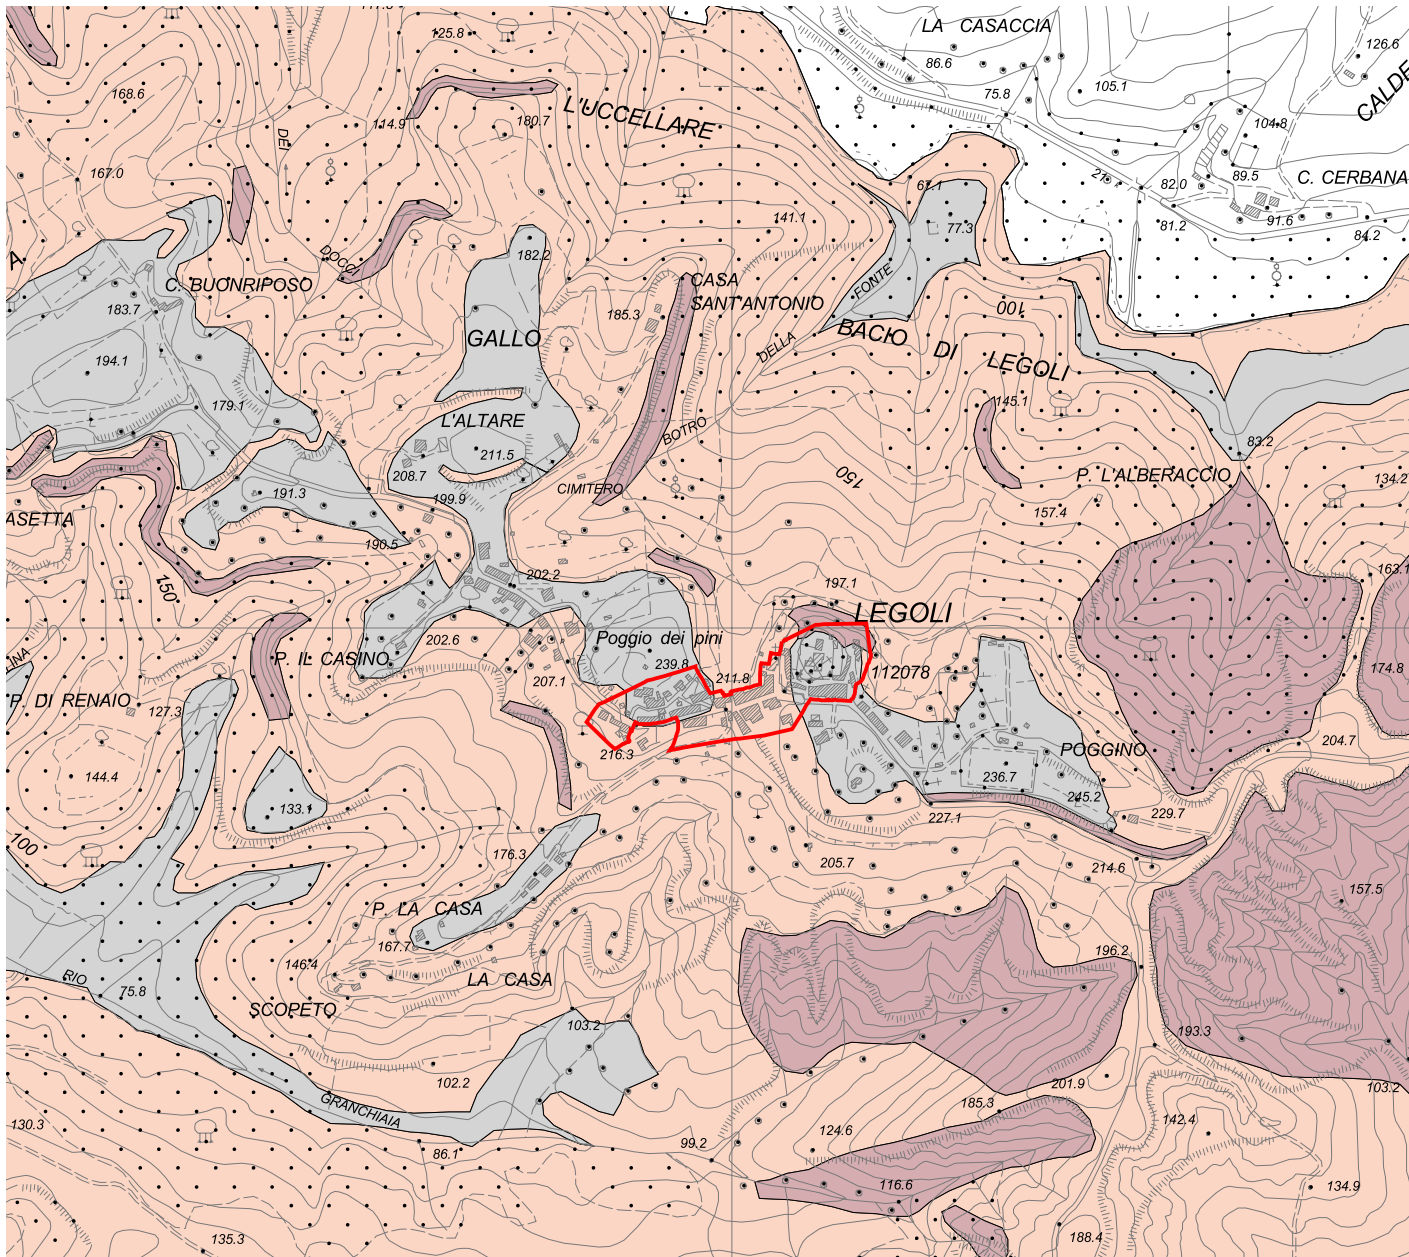 125.8
LA CASACCIA
86.6
126.6
75.8
105.1
CALDE
168.6
114.9
180.7
L'UCCELLARE
104.8
DEI
167.0
67.1
82.0
89.5
C. CERBANA
141.1
77.3
81.2
91.6
84.2
DOCCI
182.2
A.
C. BUONRIPOSO
CASA
SANT'ANTONIO
FONTE
183.7
185.3
100
GALLO
BACIO DI LEGOLI
DELLA
194.1
179.1
L'ALTARE
145.1
BOTRO
83.2
211.5
208.7
150
P. L'ALBERACCIO
134.2
191.3
199.9
CIMITERO
157.4
ASETTA
190.5
150
202.2
197.1
163.1
LEGOLI
202.6
Poggio dei pini
P. IL CASINO
239.8
174.8
112078
INA
207.1
211.8
P. DI RENAIO
127.3
216.3
POGGINO
204.7
144.4
236.7
133.1
245.2
229.7
227.1
100
176.3
205.7
214.6
157.5
P. LA CASA
167.7
196.2
146.4
LA CASA
RIO
75.8
SCOPETO
103.2
193.3
102.2
201.9
103.2
GRANCHIAIA
185.3
130.3
124.6
142.4
86.1
99.2
116.6
134.9
135.3
188.4